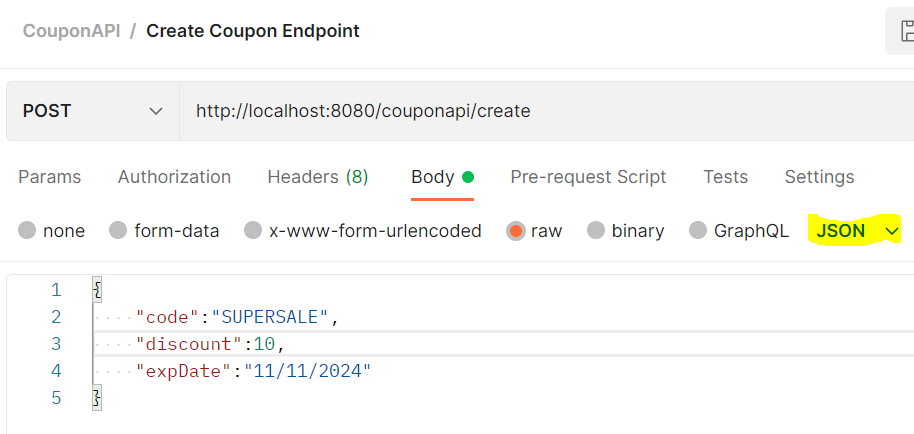 CouponAPI / Create Coupon Endpoint
POST http://localhost:8080/couponapi/create
Params Authorization Headers (8) Body Pre-request Script Tests Settings
none form-data x-www-form-urlencoded raw binary GraphQL JSON
1 {
2 "code":"SUPERSALE",
3 "discount":10,
4 "expDate":"11/11/2024"
5 }